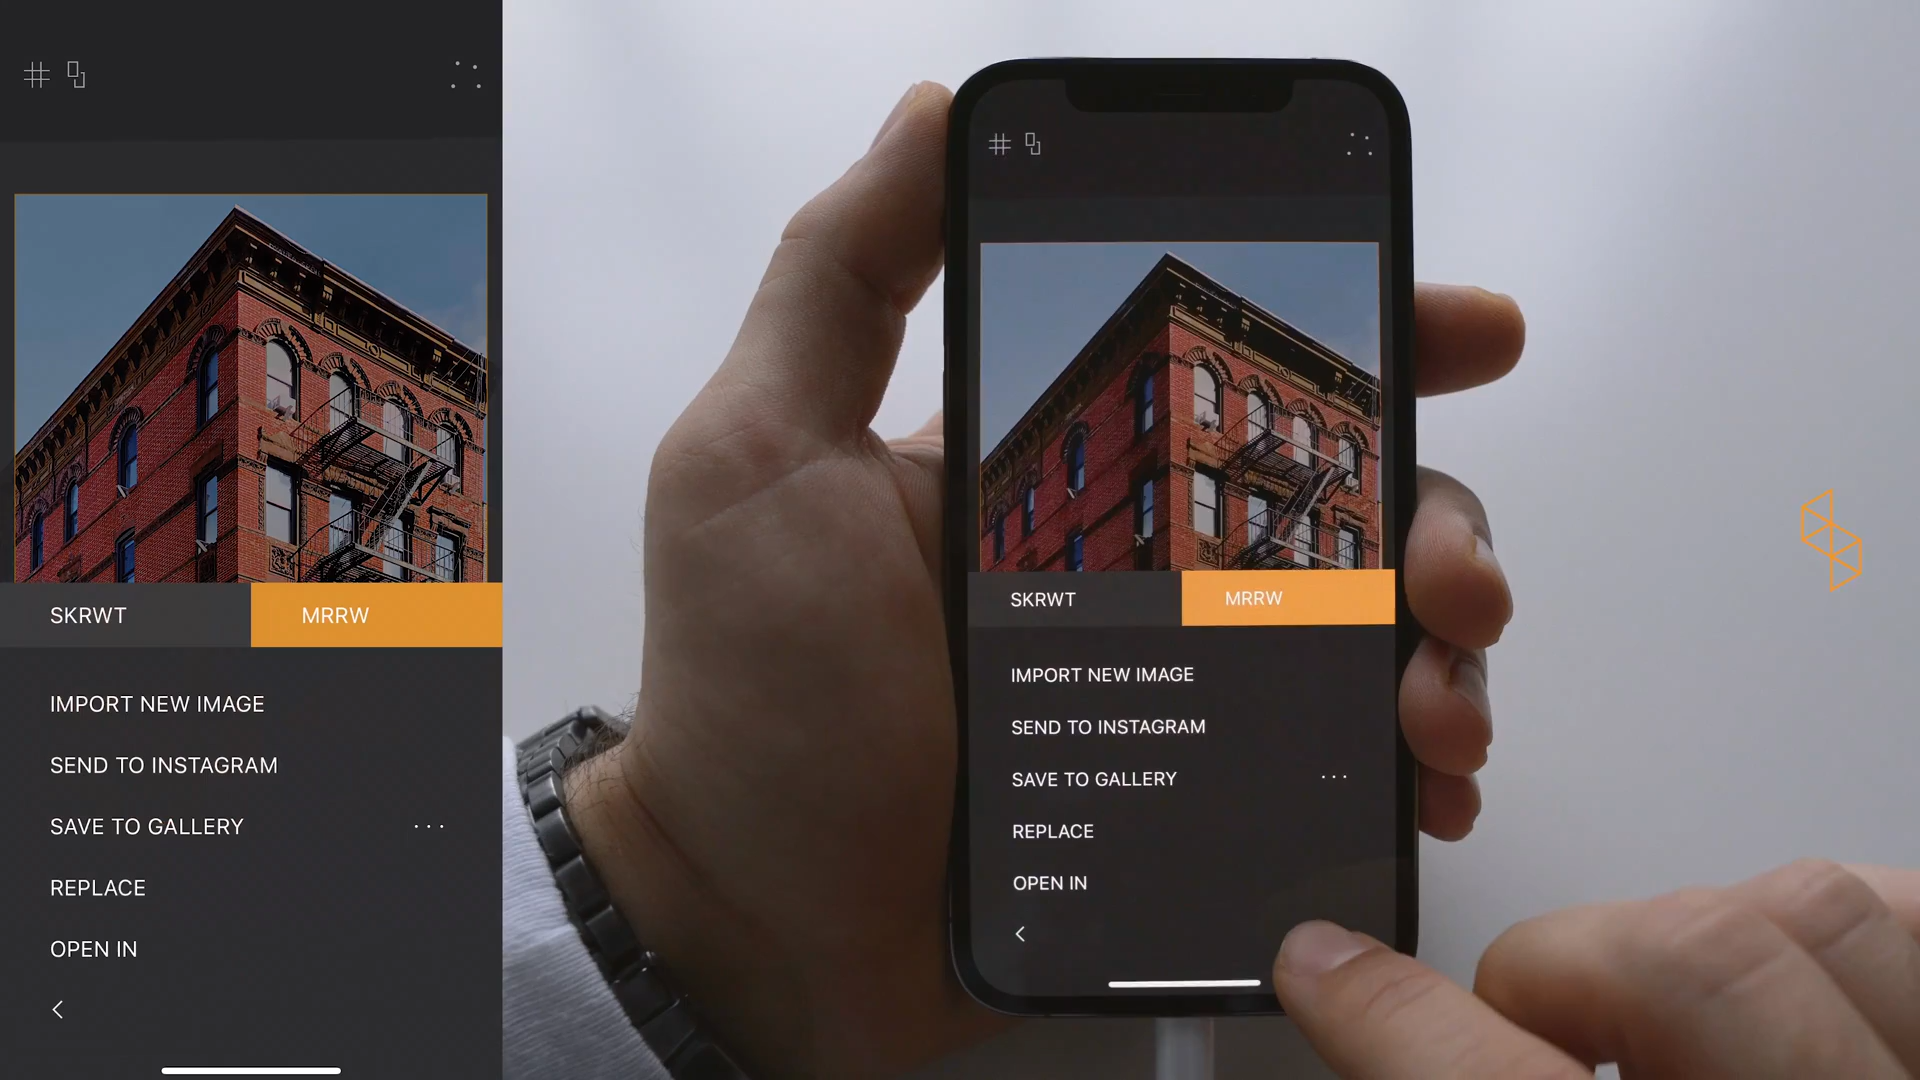 SKRWT MRRW
IMPORT NEW IMAGE
SEND TO INSTAGRAM
SAVE TO GALLERY ...
REPLACE
OPEN IN
SKRWT MRRW
IMPORT NEW IMAGE
SEND TO INSTAGRAM
SAVE TO GALLERY ...
REPLACE
OPEN IN